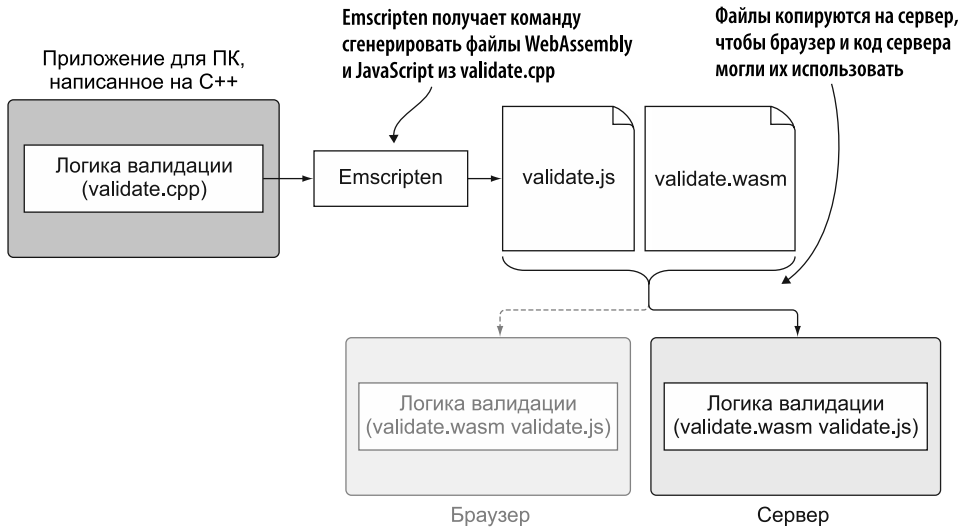 Emscripten получает команду
сгенерировать файлы WebAssembly
и JavaScript из validate.cpp
Файлы копируются на сервер,
чтобы браузер и код сервера
могли их использовать
Приложение для ПК,
написанное на C++
Логика валидации
(validate.cpp)
Emscripten
validate.js
validate.wasm
Логика валидации
(validate.wasm validate.js)
Логика валидации
(validate.wasm validate.js)
Браузер
Сервер